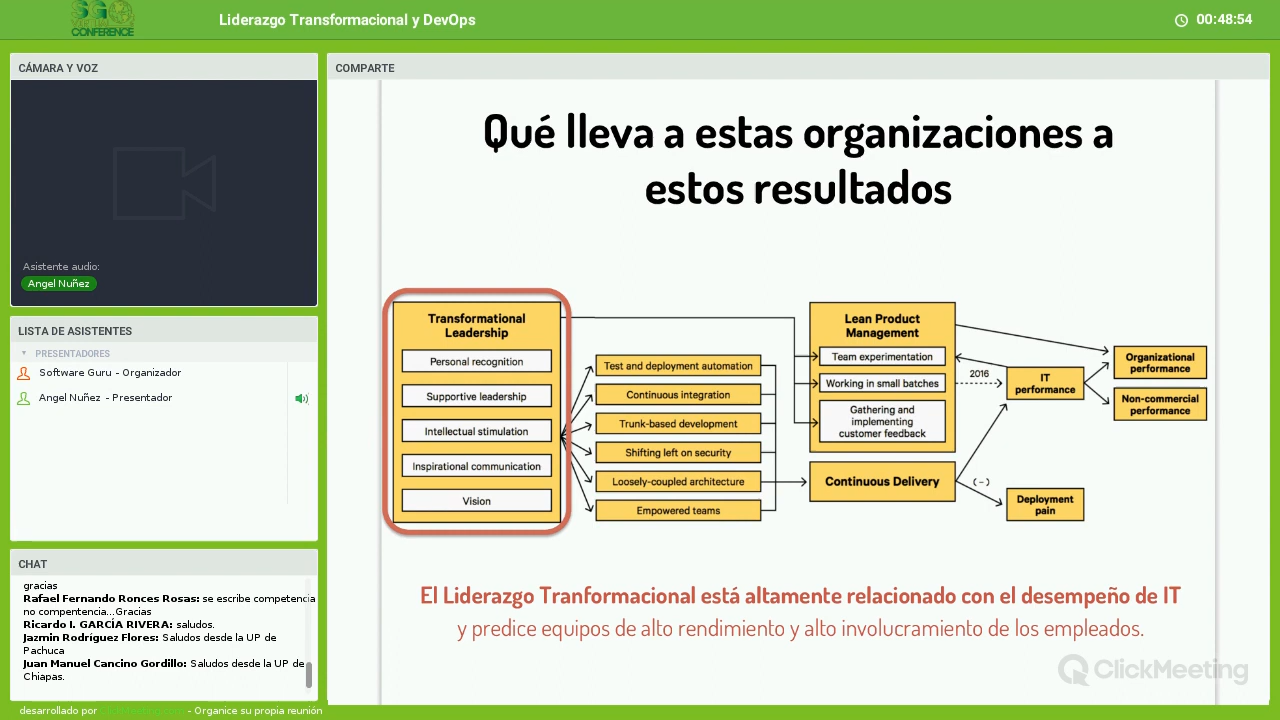 SG
CONFERENCE
Liderazgo Transformacional y DevOps
00:48:54
CÁMARA Y VOZ
Asistente audio:
Angel Nuñez
LISTA DE ASISTENTES
PRESENTADORES
Software Guru - Organizador
Angel Nuñez - Presentador
CHAT
gracias
Rafael Fernando Ronces Rosas: se escribe competencia
no compentencia...Gracias
Ricardo I. GARCÍA RIVERA: saludos.
Jazmin Rodríguez Flores: Saludos desde la UP de
Pachuca
Juan Manuel Cancino Gordillo: Saludos desde la UP de
Chiapas.
desarrollado por - Organice su propia reunión
COMPARTE
Qué lleva a estas organizaciones a
estos resultados
Transformational
Leadership
Personal recognition
Supportive leadership
Intellectual stimulation
Inspirational communication
Vision
Test and deployment automation
Continuous integration
Trunk-based development
Shifting left on security
Loosely-coupled architecture
Empowered teams
Lean Product
Management
Team experimentation
Working in small batches
Gathering and
implementing
customer feedback
Continuous Delivery
2016
IT
performance
(-)
Deployment
pain
Organizational
performance
Non-commercial
performance
El Liderazgo Tranformacional está altamente relacionado con el desempeño de IT
y predice equipos de alto rendimiento y alto involucramiento de los empleados.
ClickMeeting